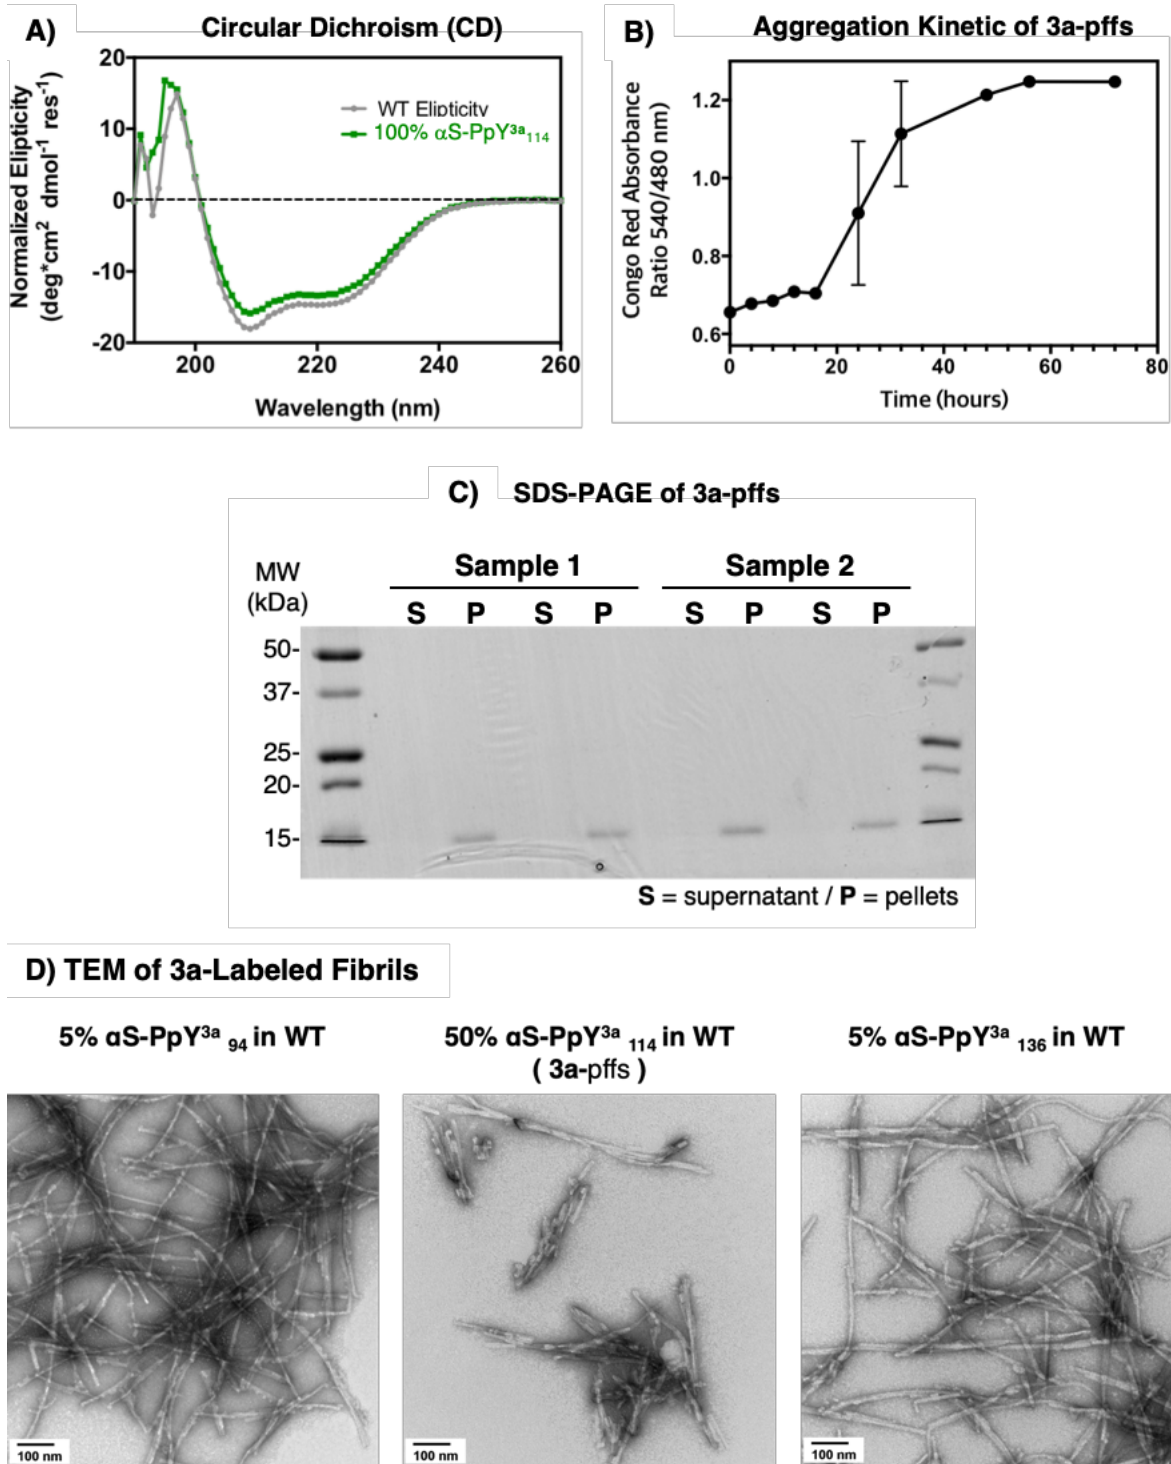 A)
Circular Dichroism (CD)
Normalized Elipticity
(deg*cm² dmol⁻¹ res⁻¹)
20
10
0
-10
-20
WT Elipticity
100% αS-PpY³ᵃ₁₁₄
200 220 240 260
Wavelength (nm)
B)
Aggregation Kinetic of 3a-pffs
Congo Red Absorbance
Ratio 540/480 nm)
1.2
1.0
0.8
0.6
0 20 40 60 80
Time (hours)
C) SDS-PAGE of 3a-pffs
MW
(kDa)
Sample 1 Sample 2
S P S P S P S P
50-
37-
25-
20-
15-
S = supernatant / P = pellets
D) TEM of 3a-Labeled Fibrils
5% αS-PpY³ᵃ ₉₄ in WT
50% αS-PpY³ᵃ ₁₁₄ in WT
( 3a-pffs )
5% αS-PpY³ᵃ ₁₃₆ in WT
100 nm
100 nm
100 nm